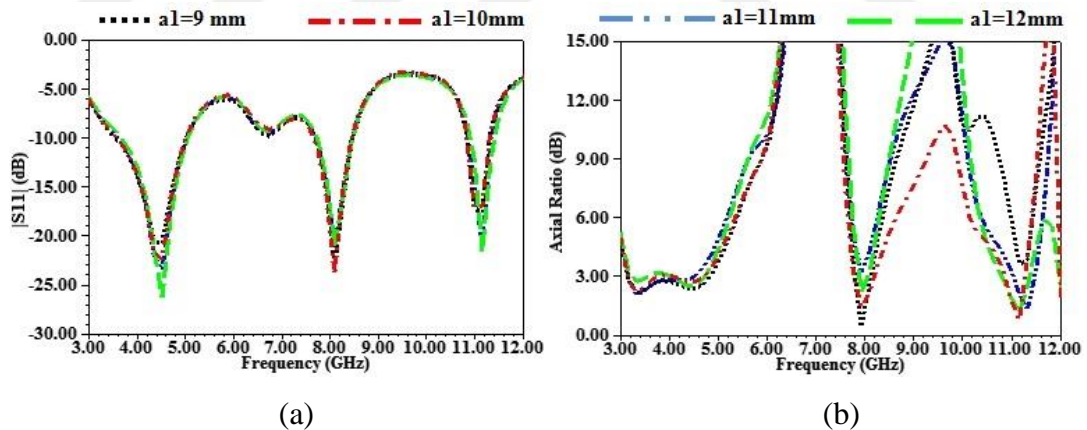 a1=9 mm a1=10mm a1=11mm a1=12mm
0.00
-5.00
-10.00
-15.00
-20.00
-25.00
-30.00
|S11| (dB)
3.00 4.00 5.00 6.00 7.00 8.00 9.00 10.00 11.00 12.00
Frequency (GHz)
15.00
12.00
9.00
6.00
3.00
0.00
Axial Ratio (dB)
3.00 4.00 5.00 6.00 7.00 8.00 9.00 10.00 11.00 12.00
Frequency (GHz)
(a) (b)